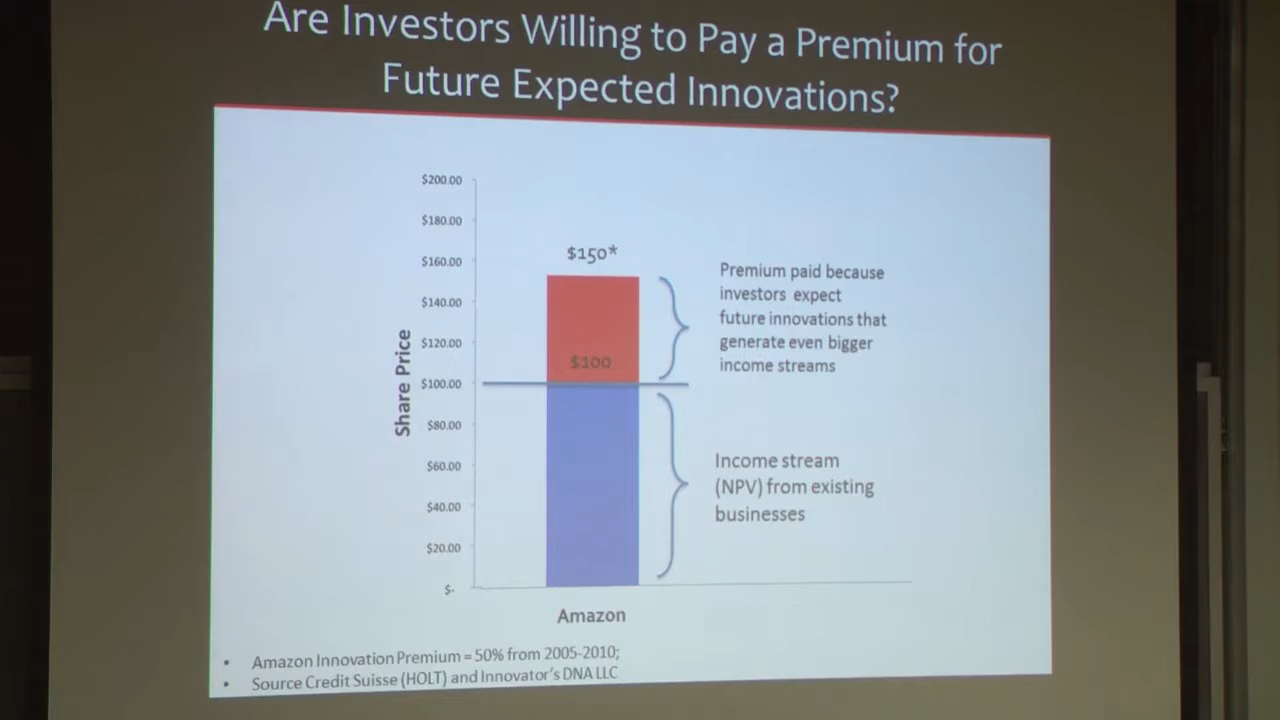 Are Investors Willing to Pay a Premium for
Future Expected Innovations?
$200.00
$180.00
$160.00
$140.00
$120.00
$100.00
$80.00
$60.00
$40.00
$20.00
$-
Share Price
$150*
$100
Amazon
Premium paid because
investors expect
future innovations that
generate even bigger
income streams
Income stream
(NPV) from existing
businesses
• Amazon Innovation Premium = 50% from 2005-2010;
• Source Credit Suisse (HOLT) and Innovator's DNA LLC